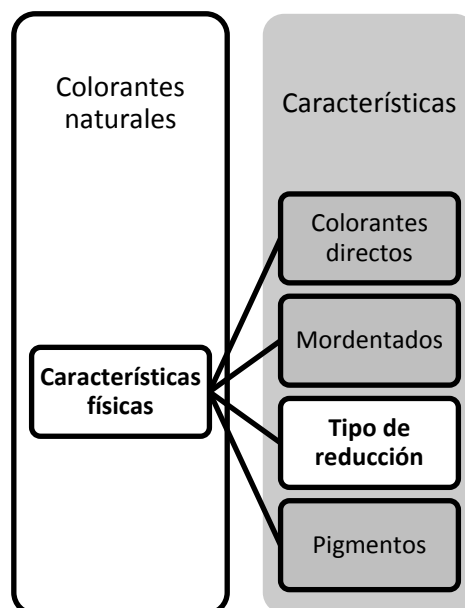 Colorantes
naturales
Características
físicas
Características
Colorantes
directos
Mordentados
Tipo de
reducción
Pigmentos